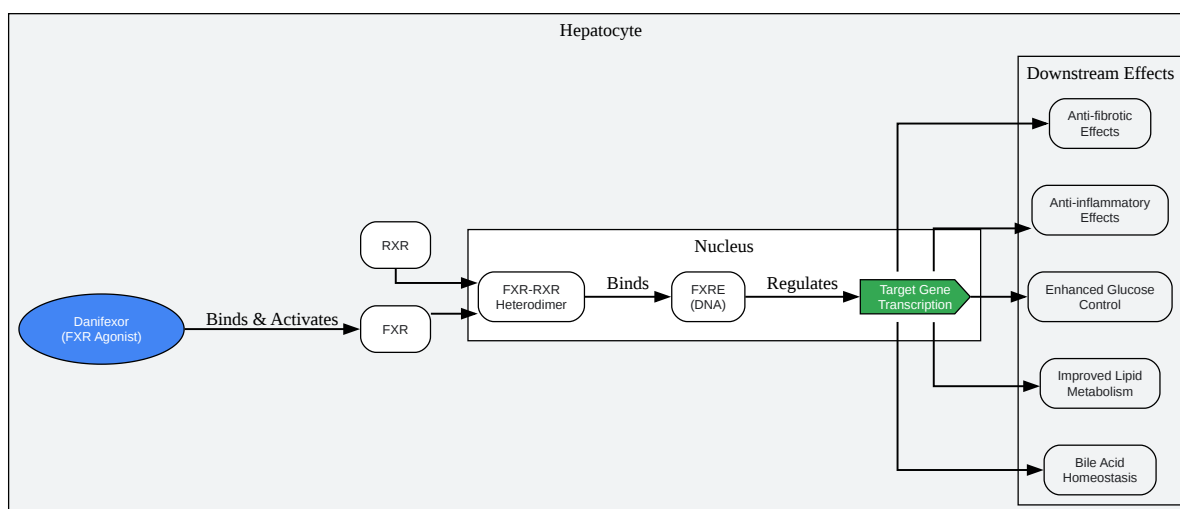 Hepatocyte
Downstream Effects
Anti-fibrotic
Effects
Anti-inflammatory
Effects
RXR
Nucleus
FXR-RXR
Heterodimer
Binds
FXRE
(DNA)
Regulates
Target Gene
Transcription
Enhanced Glucose
Control
Danifexor
(FXR Agonist)
Binds & Activates
FXR
Improved Lipid
Metabolism
Bile Acid
Homeostasis